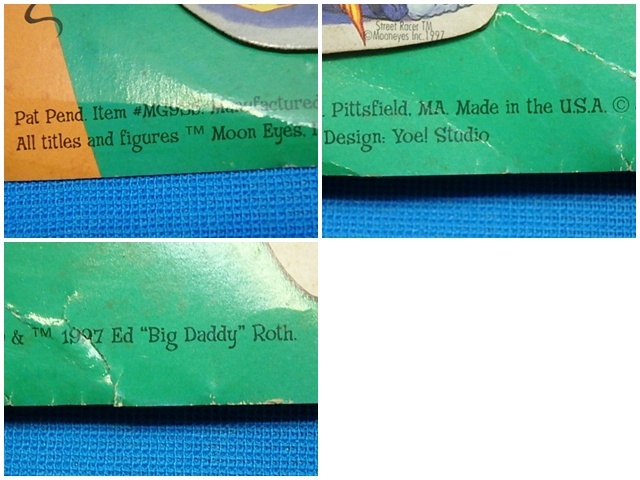 Pat Pend. Item # Manufactured
All titles and figures ™ Moon Eyes,
Street Racer TM
©Mooneyes Inc. 1997
. Pittsfield, MA. Made in the U.S.A. ©
Design: Yoe! Studio
& ™ 1997 Ed "Big Daddy" Roth.